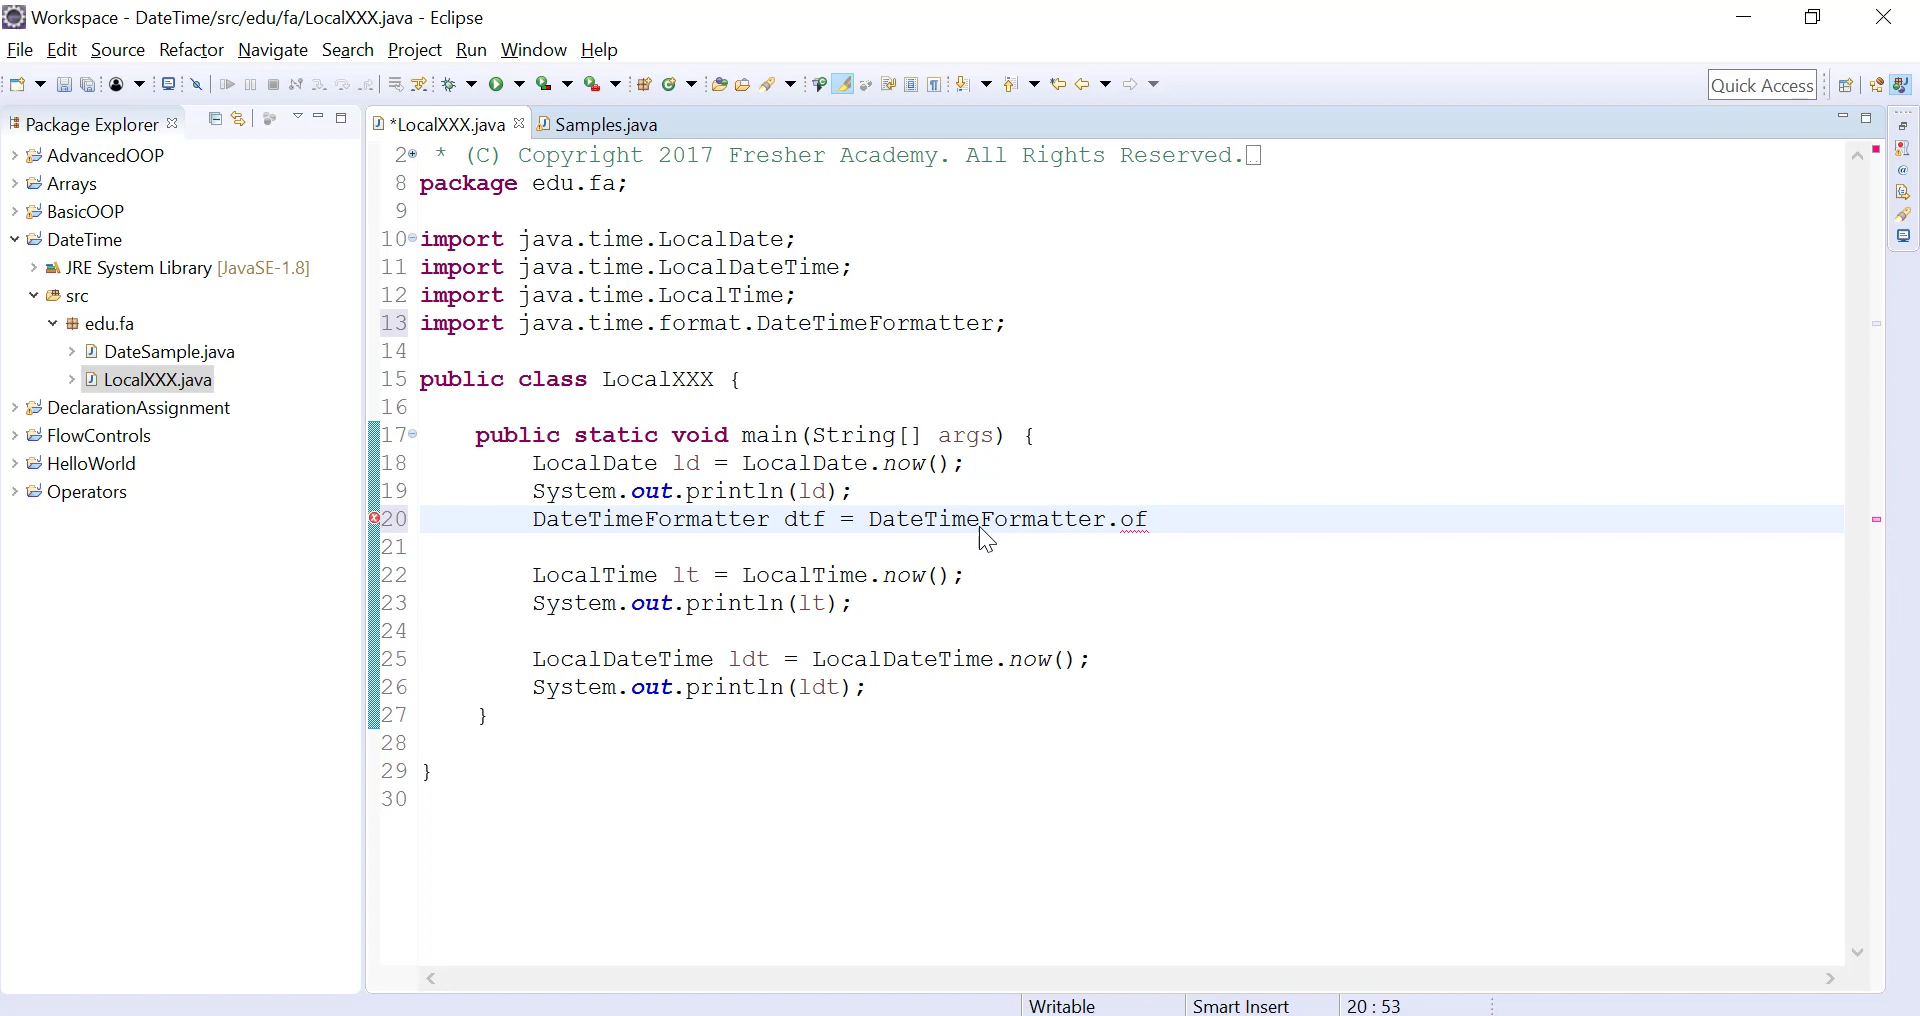 Workspace - DateTime/src/edu/fa/LocalXXX.java - Eclipse
File Edit Source Refactor Navigate Search Project Run Window Help
Quick Access
Package Explorer
AdvancedOOP
Arrays
BasicOOP
DateTime
JRE System Library [JavaSE-1.8]
src
edu.fa
DateSample.java
LocalXXX.java
DeclarationAssignment
FlowControls
HelloWorld
Operators
*LocalXXX.java Samples.java
2 * (C) Copyright 2017 Fresher Academy. All Rights Reserved.
8 package edu.fa;
9
10 import java.time.LocalDate;
11 import java.time.LocalDateTime;
12 import java.time.LocalTime;
13 import java.time.format.DateTimeFormatter;
14
15 public class LocalXXX {
16
17 public static void main(String[] args) {
18 LocalDate ld = LocalDate.now();
19 System.out.println(ld);
20 DateTimeFormatter dtf = DateTimeFormatter.of
21
22 LocalTime lt = LocalTime.now();
23 System.out.println(lt);
24
25 LocalDateTime ldt = LocalDateTime.now();
26 System.out.println(ldt);
27 }
28
29 }
30
Writable Smart Insert 20 : 53